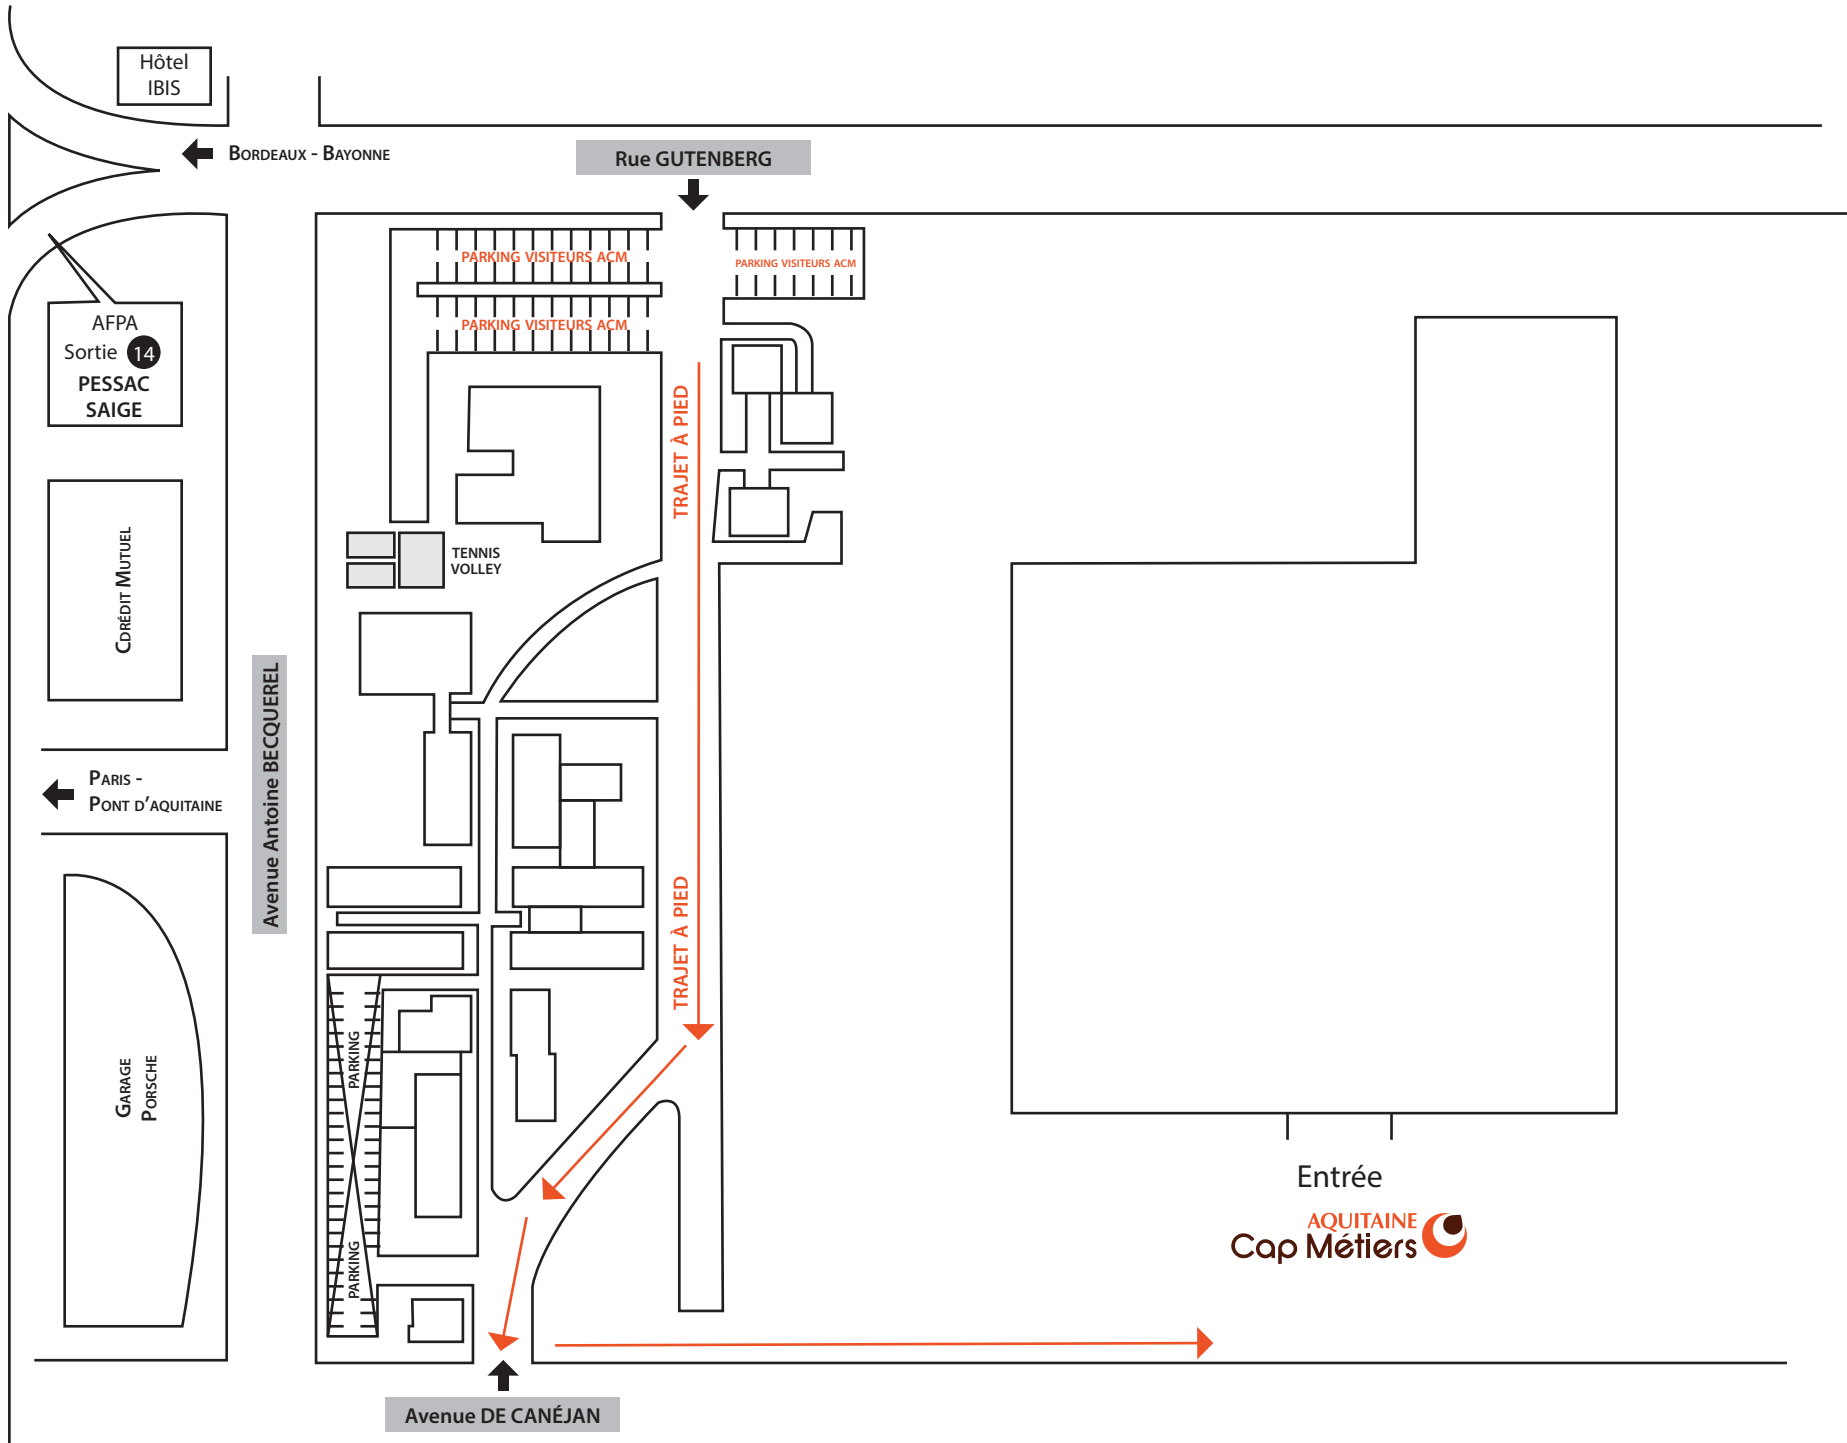 Hôtel
IBIS
BORDEAUX - BAYONNE
Rue GUTENBERG
PARKING VISITEURS ACM
PARKING VISITEURS ACM
PARKING VISITEURS ACM
AFPA
Sortie 14
PESSAC
SAIGE
TRAJET À PIED
CDRÉDIT MUTUEL
TENNIS
VOLLEY
Avenue Antoine BECQUEREL
PARIS -
PONT D'AQUITAINE
TRAJET À PIED
GARAGE
PORSCHE
PARKING
PARKING
Entrée
AQUITAINE
Cap Métiers
Avenue DE CANÉJAN